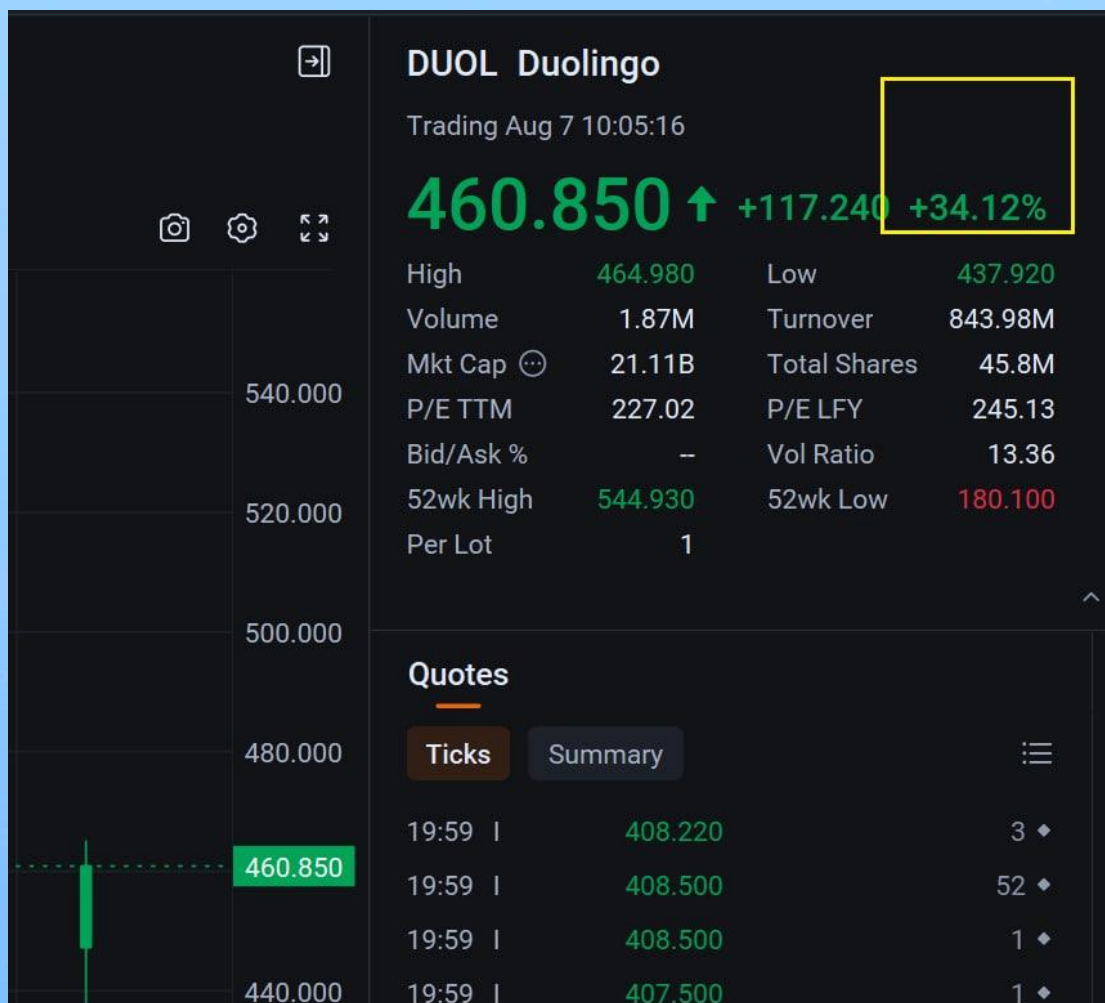 DUOL Duolingo
Trading Aug 7 10:05:16
460.850 +117.240 +34.12%
High 464.980 Low 437.920
Volume 1.87M Turnover 843.98M
Mkt Cap 21.11B Total Shares 45.8M
P/E TTM 227.02 P/E LFY 245.13
Bid/Ask % -- Vol Ratio 13.36
52wk High 544.930 52wk Low 180.100
Per Lot 1
540.000
520.000
500.000
480.000
460.850
440.000
Quotes
Ticks Summary
19:59 I 408.220 3
19:59 I 408.500 52
19:59 I 408.500 1
19:59 I 407.500 1